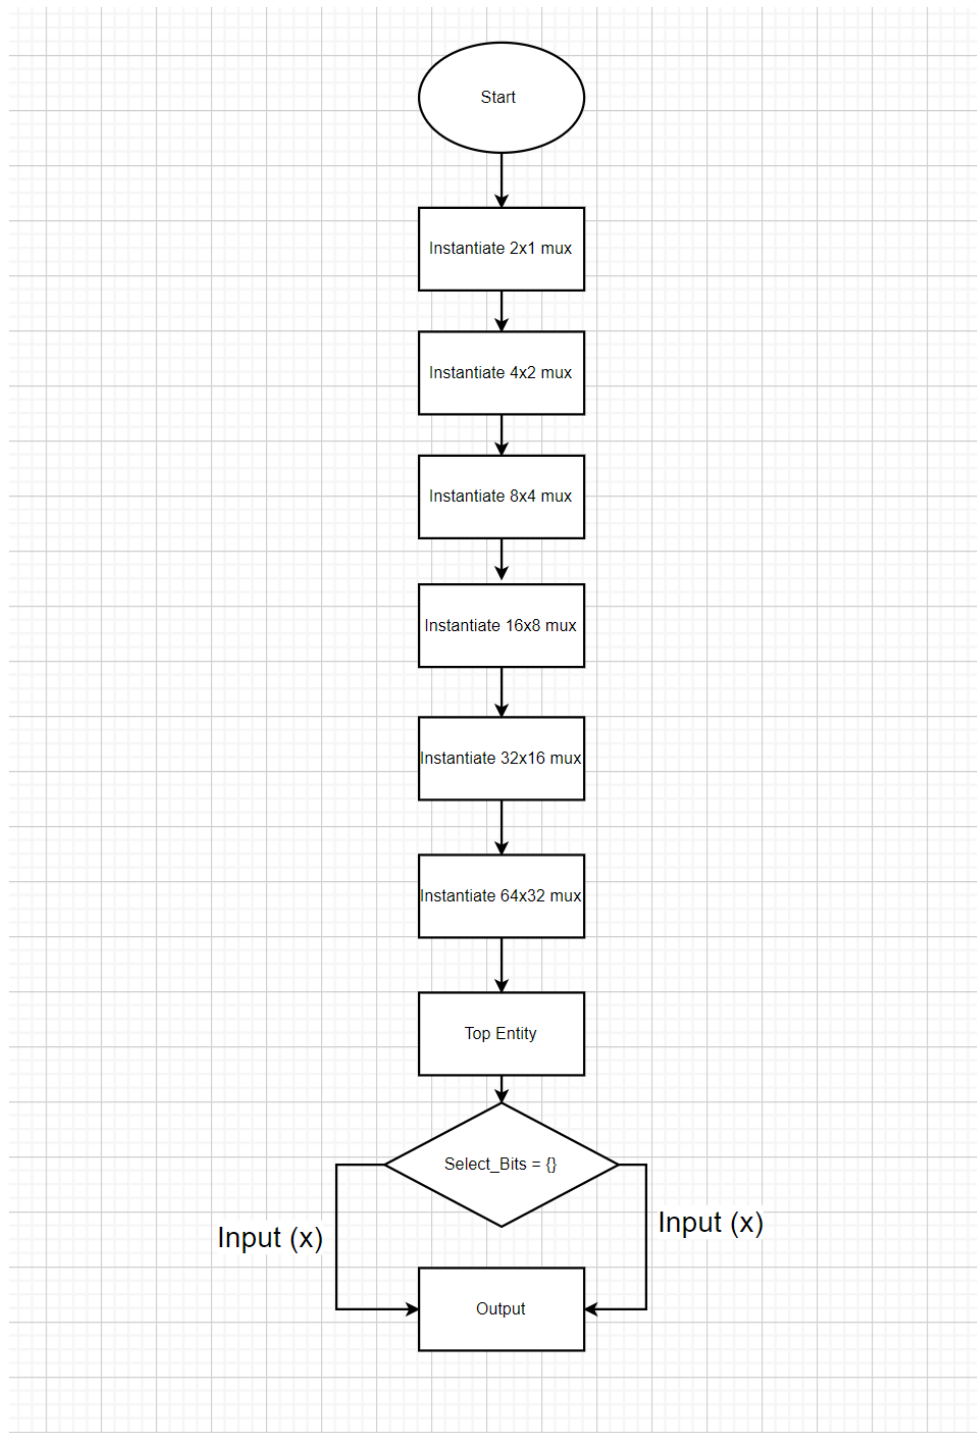 Start
Instantiate 2x1 mux
Instantiate 4x2 mux
Instantiate 8x4 mux
Instantiate 16x8 mux
Instantiate 32x16 mux
Instantiate 64x32 mux
Top Entity
Select_Bits = {}
Input (x)
Input (x)
Output